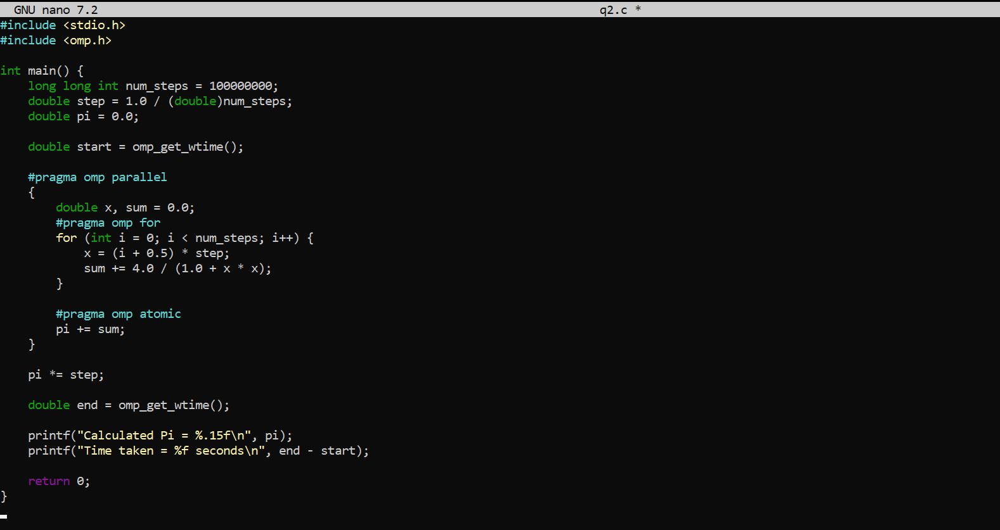 GNU nano 7.2 q2.c *
#include <stdio.h>
#include <omp.h>
int main() {
    long long int num_steps = 100000000;
    double step = 1.0 / (double)num_steps;
    double pi = 0.0;
    double start = omp_get_wtime();
    #pragma omp parallel
    {
        double x, sum = 0.0;
        #pragma omp for
        for (int i = 0; i < num_steps; i++) {
            x = (i + 0.5) * step;
            sum += 4.0 / (1.0 + x * x);
        }
        #pragma omp atomic
        pi += sum;
    }
    pi *= step;
    double end = omp_get_wtime();
    printf("Calculated Pi = %.15f\n", pi);
    printf("Time taken = %f seconds\n", end - start);
    return 0;
}